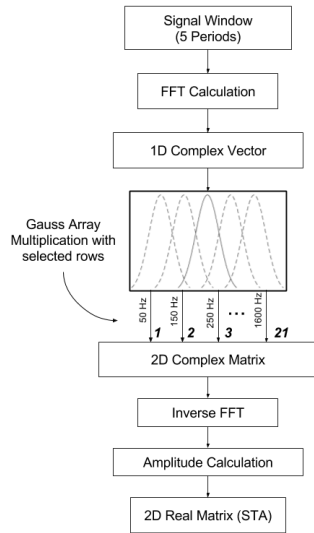 Signal Window
(5 Periods)
FFT Calculation
1D Complex Vector
Gauss Array
Multiplication with
selected rows
50 Hz
150 Hz
250 Hz
1600 Hz
1
2
3
...
21
2D Complex Matrix
Inverse FFT
Amplitude Calculation
2D Real Matrix (STA)